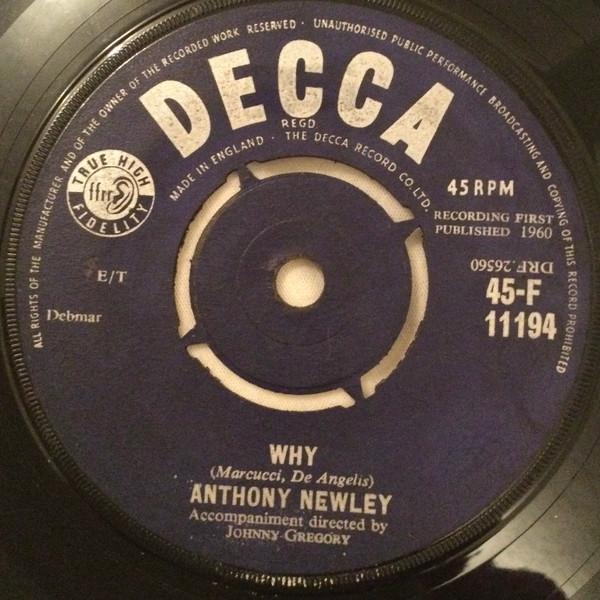 ALL RIGHTS OF THE MANUFACTURER AND OF THE OWNER OF THE RECORDED WORK RESERVED · UNAUTHORISED PUBLIC PERFORMANCE BROADCASTING AND COPYING OF THIS RECORD PROHIBITED
DECCA
REGD
MADE IN ENGLAND · THE DECCA RECORD CO. LTD.
TRUE HIGH
ffrr
FIDELITY
45 RPM
RECORDING FIRST
PUBLISHED 1960
DRF.26560
E/T
45-F
11194
Debmar
WHY
(Marcucci, De Angelis)
ANTHONY NEWLEY
Accompaniment directed by
JOHNNY GREGORY